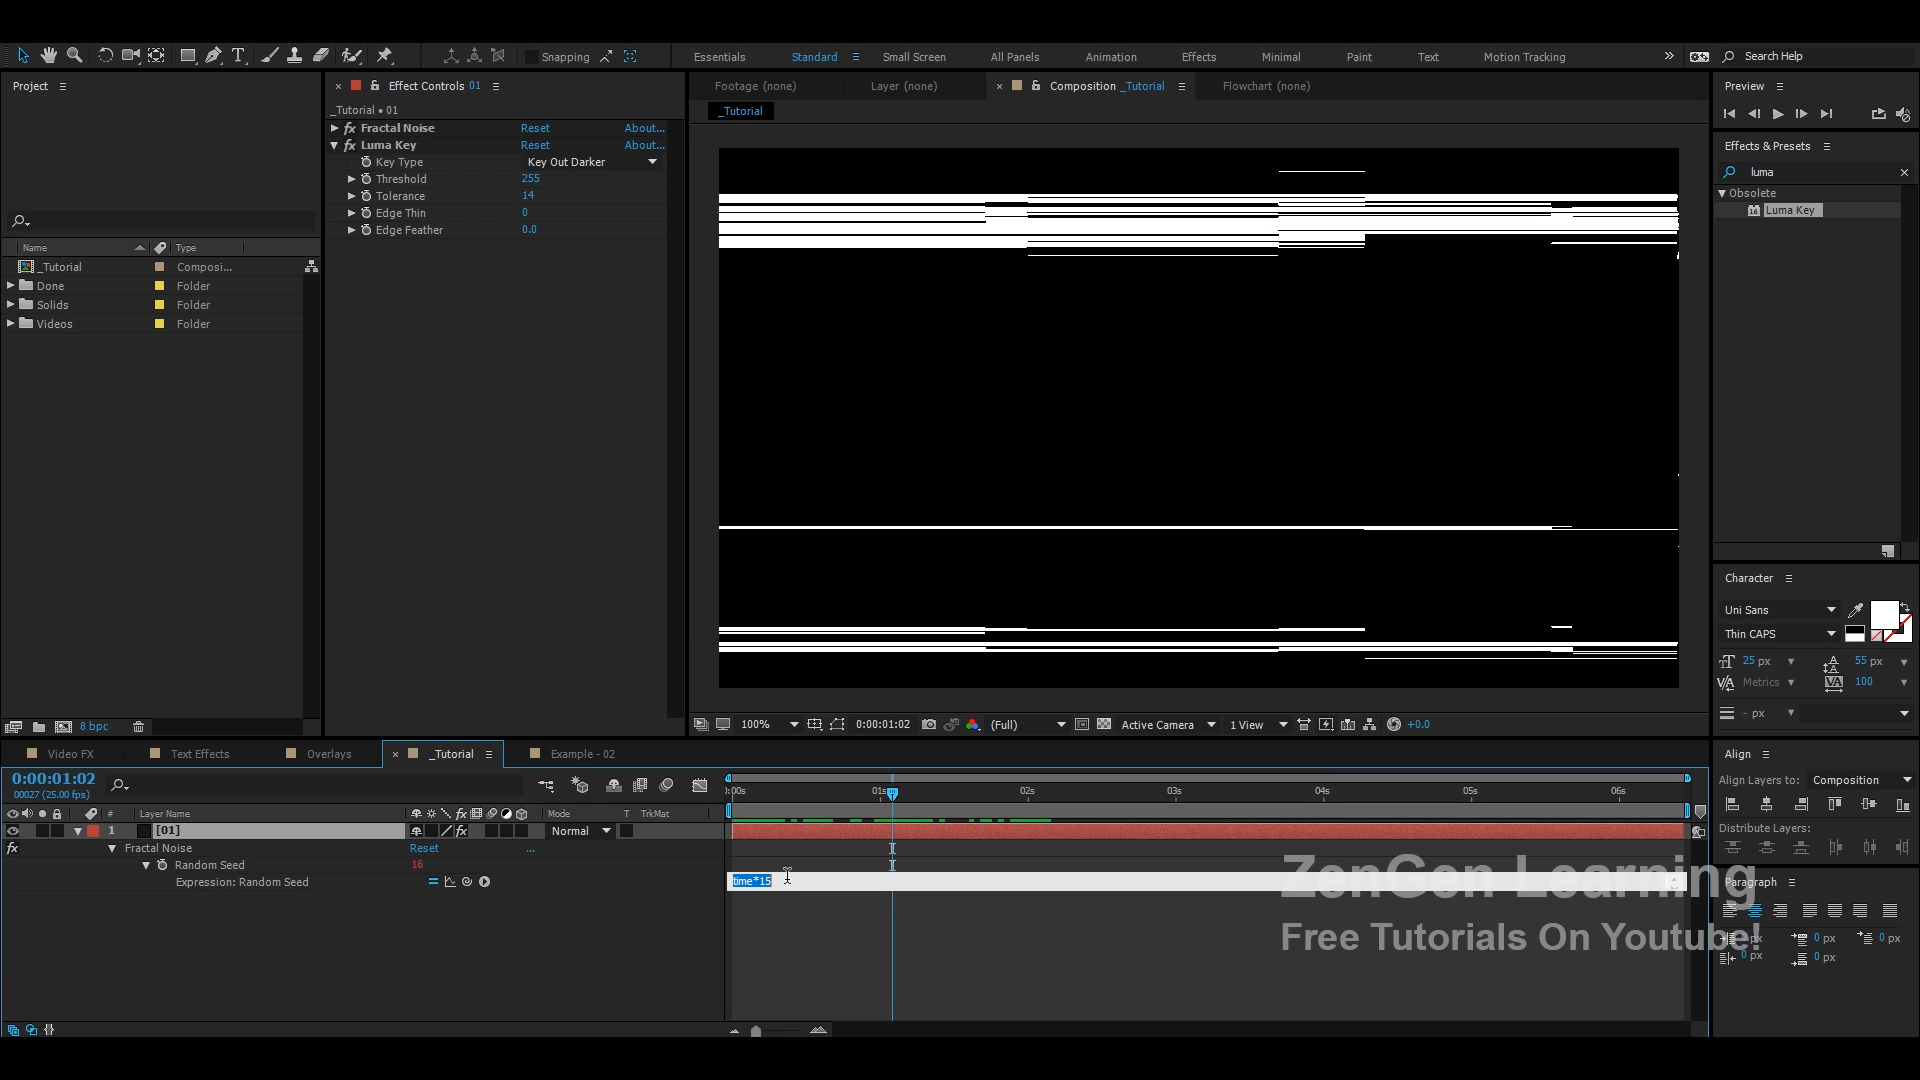 Snapping
Essentials
Standard
Small Screen
All Panels
Animation
Effects
Minimal
Paint
Text
Motion Tracking
Search Help
Project
Effect Controls 01
_Tutorial • 01
Fractal Noise Reset About...
Luma Key Reset About...
Key Type Key Out Darker
Threshold 255
Tolerance 14
Edge Thin 0
Edge Feather 0.0
Name Type
_Tutorial Composi...
Done Folder
Solids Folder
Videos Folder
8 bpc
Footage (none)
Layer (none)
Composition _Tutorial
Flowchart (none)
_Tutorial
100%
0:00:01:02
(Full)
Active Camera
1 View
+0.0
Preview
Effects & Presets
luma
Obsolete
Luma Key
Character
Uni Sans
Thin CAPS
25 px
55 px
Metrics
100
- px
Align
Align Layers to: Composition
Distribute Layers:
Paragraph
0 px
0 px
0 px
0 px
Video FX
Text Effects
Overlays
_Tutorial
Example - 02
0:00:01:02
00027 (25.00 fps)
# Layer Name Mode T TrkMat
:00s 01s 02s 03s 04s 05s 06s
1 [01] Normal
Fractal Noise Reset ...
Random Seed 16
Expression: Random Seed
time*15
ZenGen Learning
Free Tutorials On Youtube!